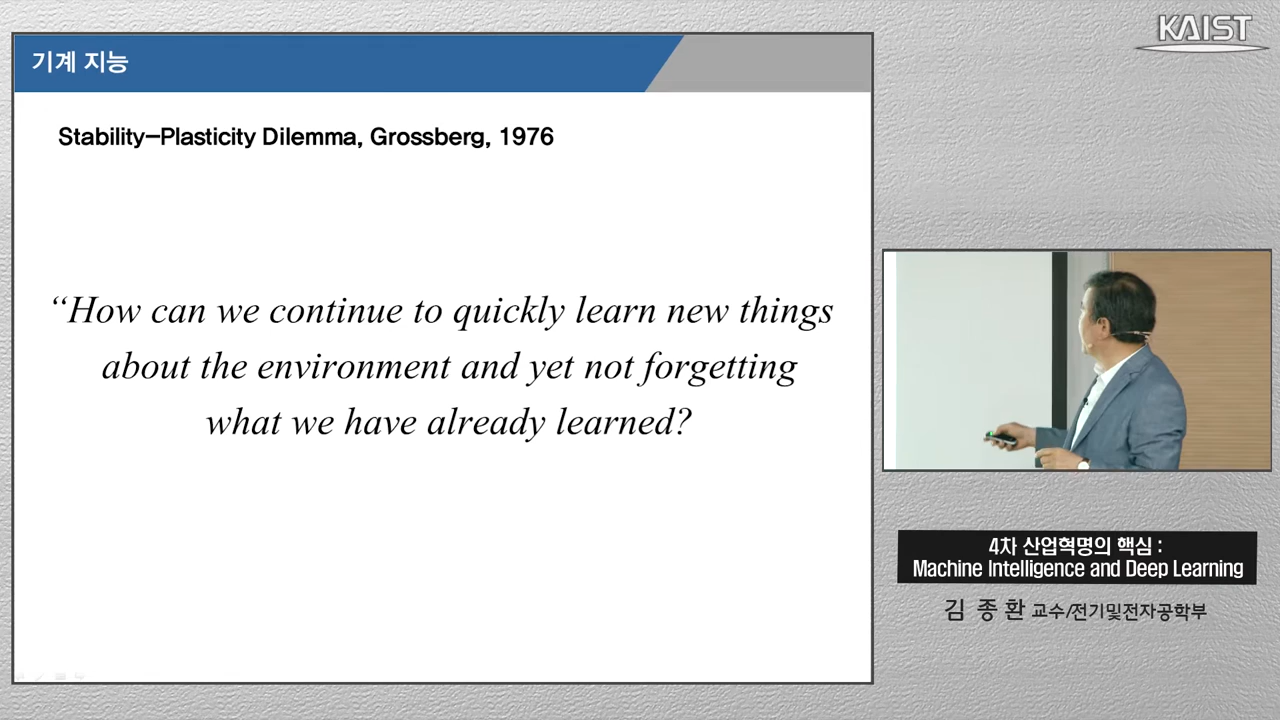 KAIST
기계 지능
Stability-Plasticity Dilemma, Grossberg, 1976
“How can we continue to quickly learn new things
about the environment and yet not forgetting
what we have already learned?
4차 산업혁명의 핵심 :
Machine Intelligence and Deep Learning
김 종 환 교수/전기및전자공학부